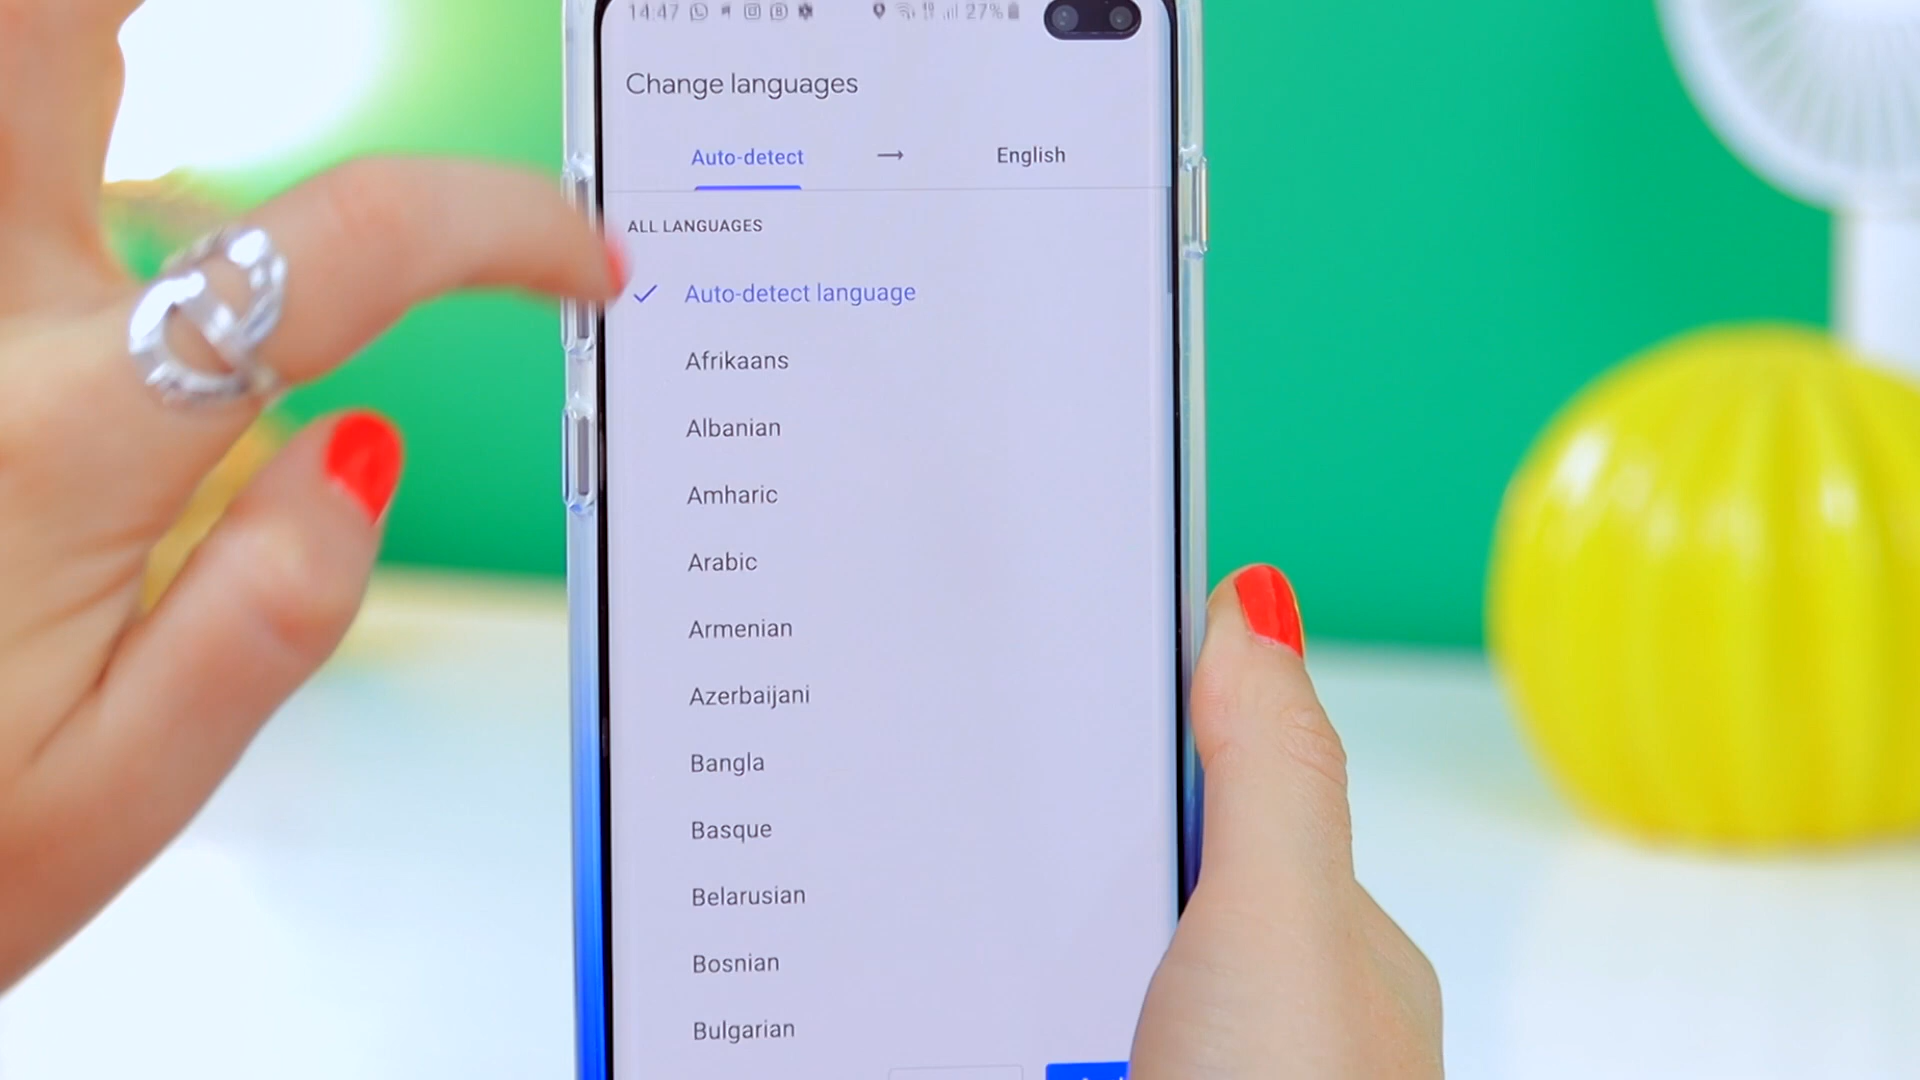 14:47 27%
Change languages
Auto-detect → English
ALL LANGUAGES
✓ Auto-detect language
Afrikaans
Albanian
Amharic
Arabic
Armenian
Azerbaijani
Bangla
Basque
Belarusian
Bosnian
Bulgarian